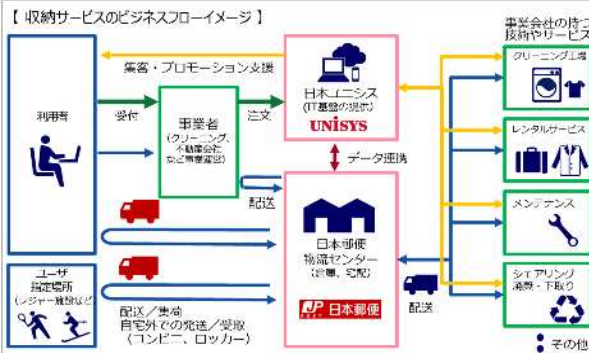 【 収納サービスのビジネスフローイメージ 】
集客・プロモーション支援
利用者
受付
事業者
(クリーニング、
不動産会社
など事業運営)
注文
日本ユニシス
(IT基盤の提供)
UNiSYS
データ連携
配送
日本郵便
物流センター
(倉庫、宅配)
JP
POST
日本郵便
ユーザ
指定場所
(レジャー施設など
配送/集荷
自宅外での発送/受取
(コンビニ、ロッカー)
配送
事業会社の持つ
技術やサービス
クリーニング工場
レンタルサービス
メンテナンス
シェアリング
廃棄・下取り
その他